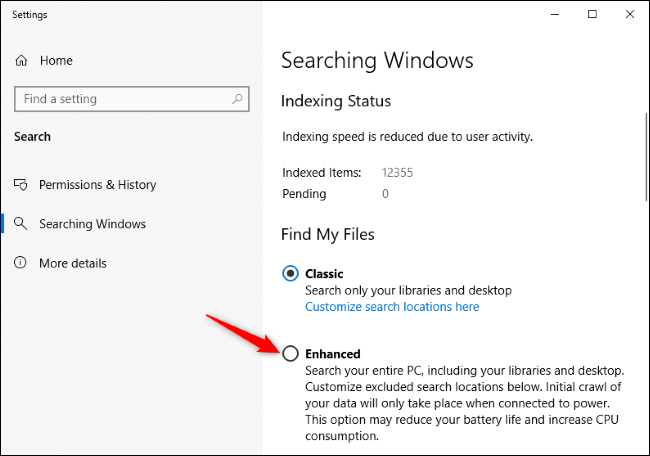 Settings
Home
Find a setting
Search
Permissions & History
Searching Windows
More details
Searching Windows
Indexing Status
Indexing speed is reduced due to user activity.
Indexed Items: 12355
Pending 0
Find My Files
Classic
Search only your libraries and desktop
Customize search locations here
Enhanced
Search your entire PC, including your libraries and desktop.
Customize excluded search locations below. Initial crawl of
your data will only take place when connected to power.
This option may reduce your battery life and increase CPU
consumption.